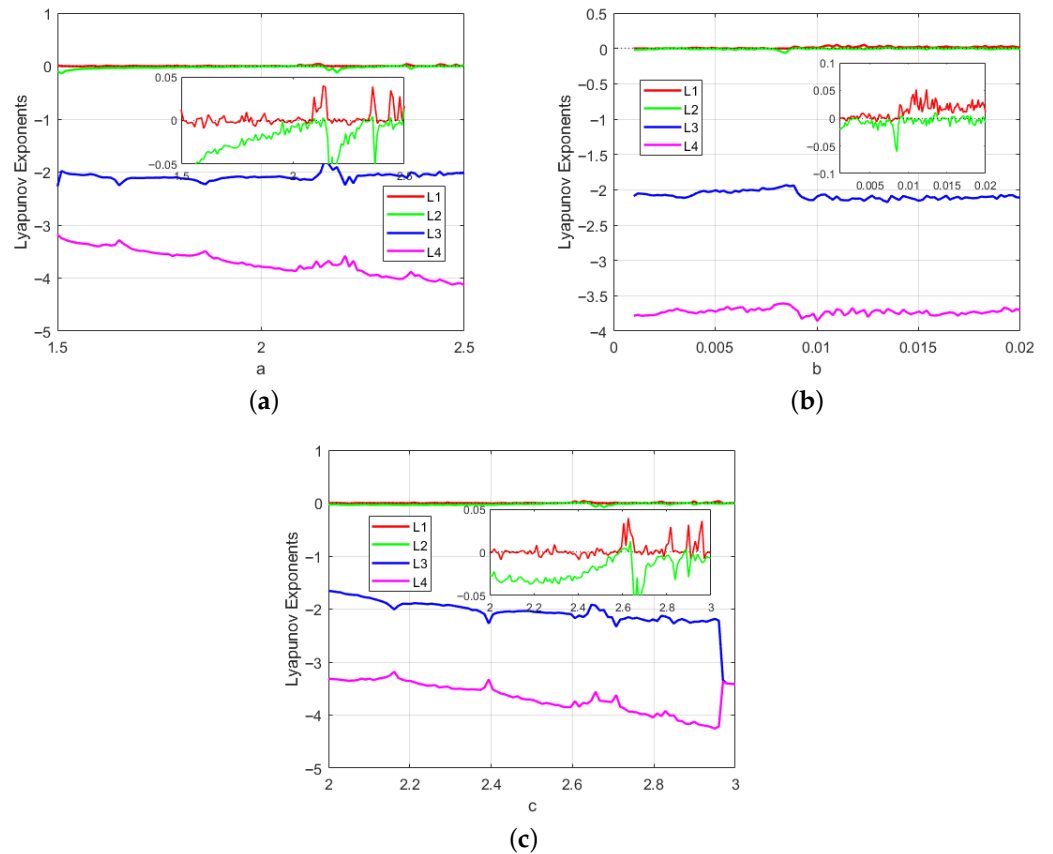 1
0
−1
−2
−3
−4
−5
Lyapunov Exponents
0.05
0
−0.05
1.5
2
2.5
L1
L2
L3
L4
1.5
2
2.5
a
(a)
0.5
0
−0.5
−1
−1.5
−2
−2.5
−3
−3.5
−4
Lyapunov Exponents
L1
L2
L3
L4
0.1
0.05
0
−0.05
−0.1
0.005
0.01
0.015
0.02
0
0.005
0.01
0.015
0.02
b
(b)
1
0
−1
−2
−3
−4
−5
Lyapunov Exponents
L1
L2
L3
L4
0.05
0
−0.05
2
2.2
2.4
2.6
2.8
3
2
2.2
2.4
2.6
2.8
3
c
(c)